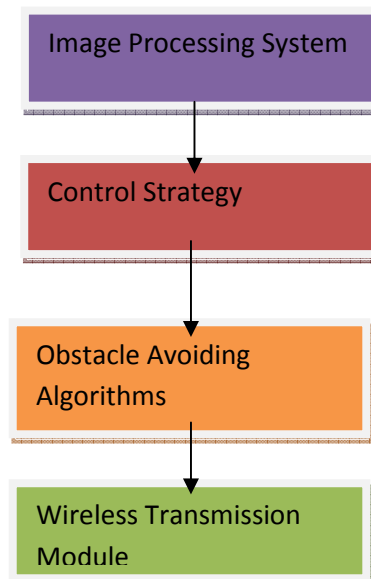 Image Processing System
Control Strategy
Obstacle Avoiding
Algorithms
Wireless Transmission
Module